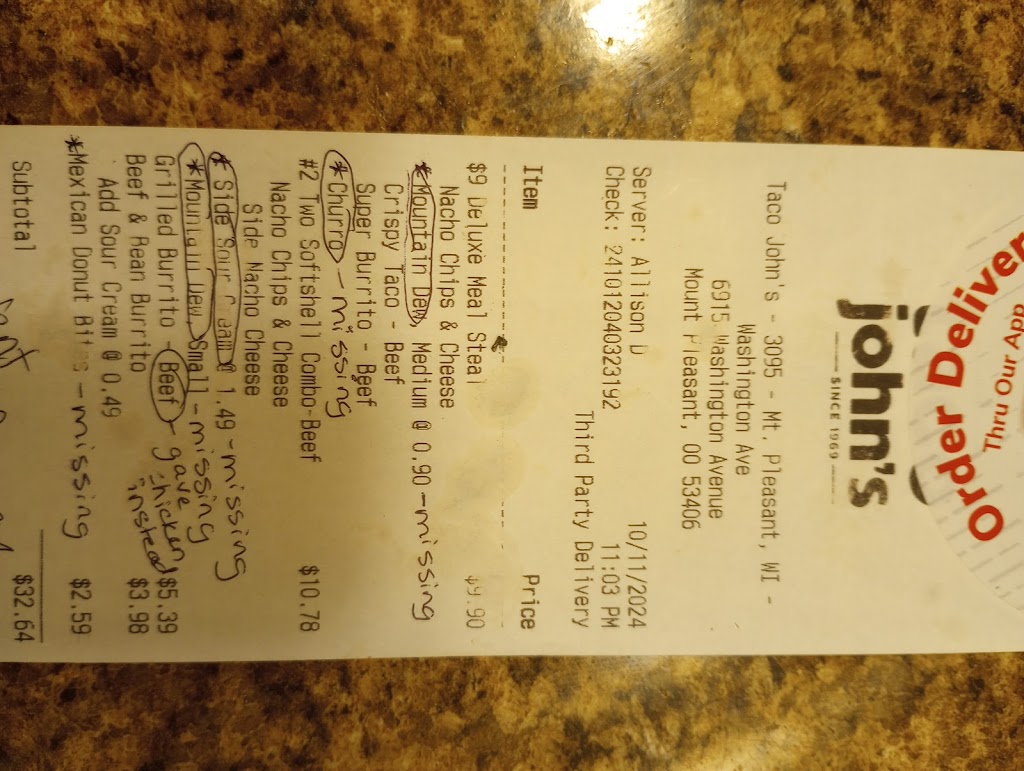 Order Deliver
Thru Our App
john's
SINCE 1969
Taco John's - 3095 - Mt. Pleasant, WI -
Washington Ave
6915 Washington Avenue
Mount Pleasant, 00 53406
Server: Allison D 10/11/2024
Check: 241012040323192 11:03 PM
Third Party Delivery
Item Price
$9 Deluxe Meal Steal $9.90
Nacho Chips & Cheese
*Mountain Dew, Medium @ 0.90 - missing
Crispy Taco - Beef
Super Burrito - Beef
*Churro - missing
#2 Two Softshell Combo-Beef $10.78
Nacho Chips & Cheese
Side Nacho Cheese
*Side Sour Cream @ 1.49 - missing
*Mountain Dew, Small - missing
Grilled Burrito - Beef - gave chicken instead $5.39
Beef & Bean Burrito $3.98
Add Sour Cream @ 0.49
*Mexican Donut Bites - missing $2.59
Subtotal $32.64